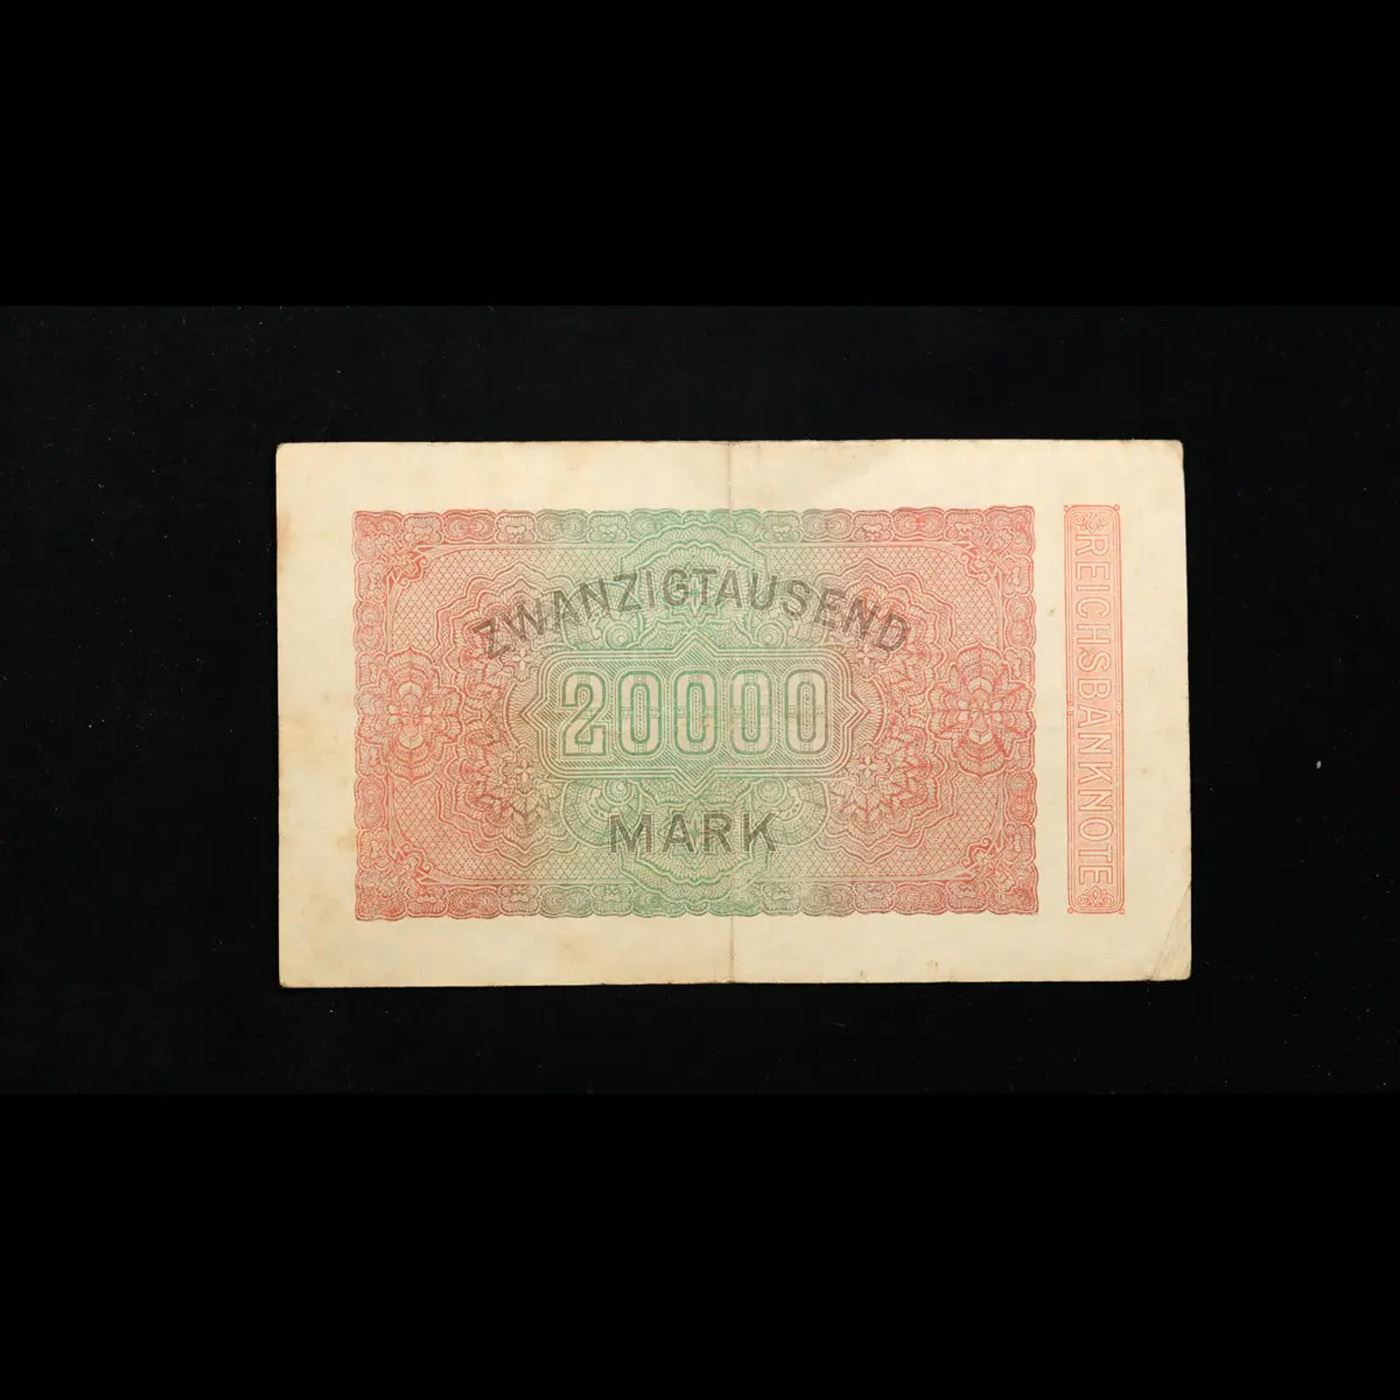 ZWANZIGTAUSEND
20000
MARK
REICHSBANKNOTE